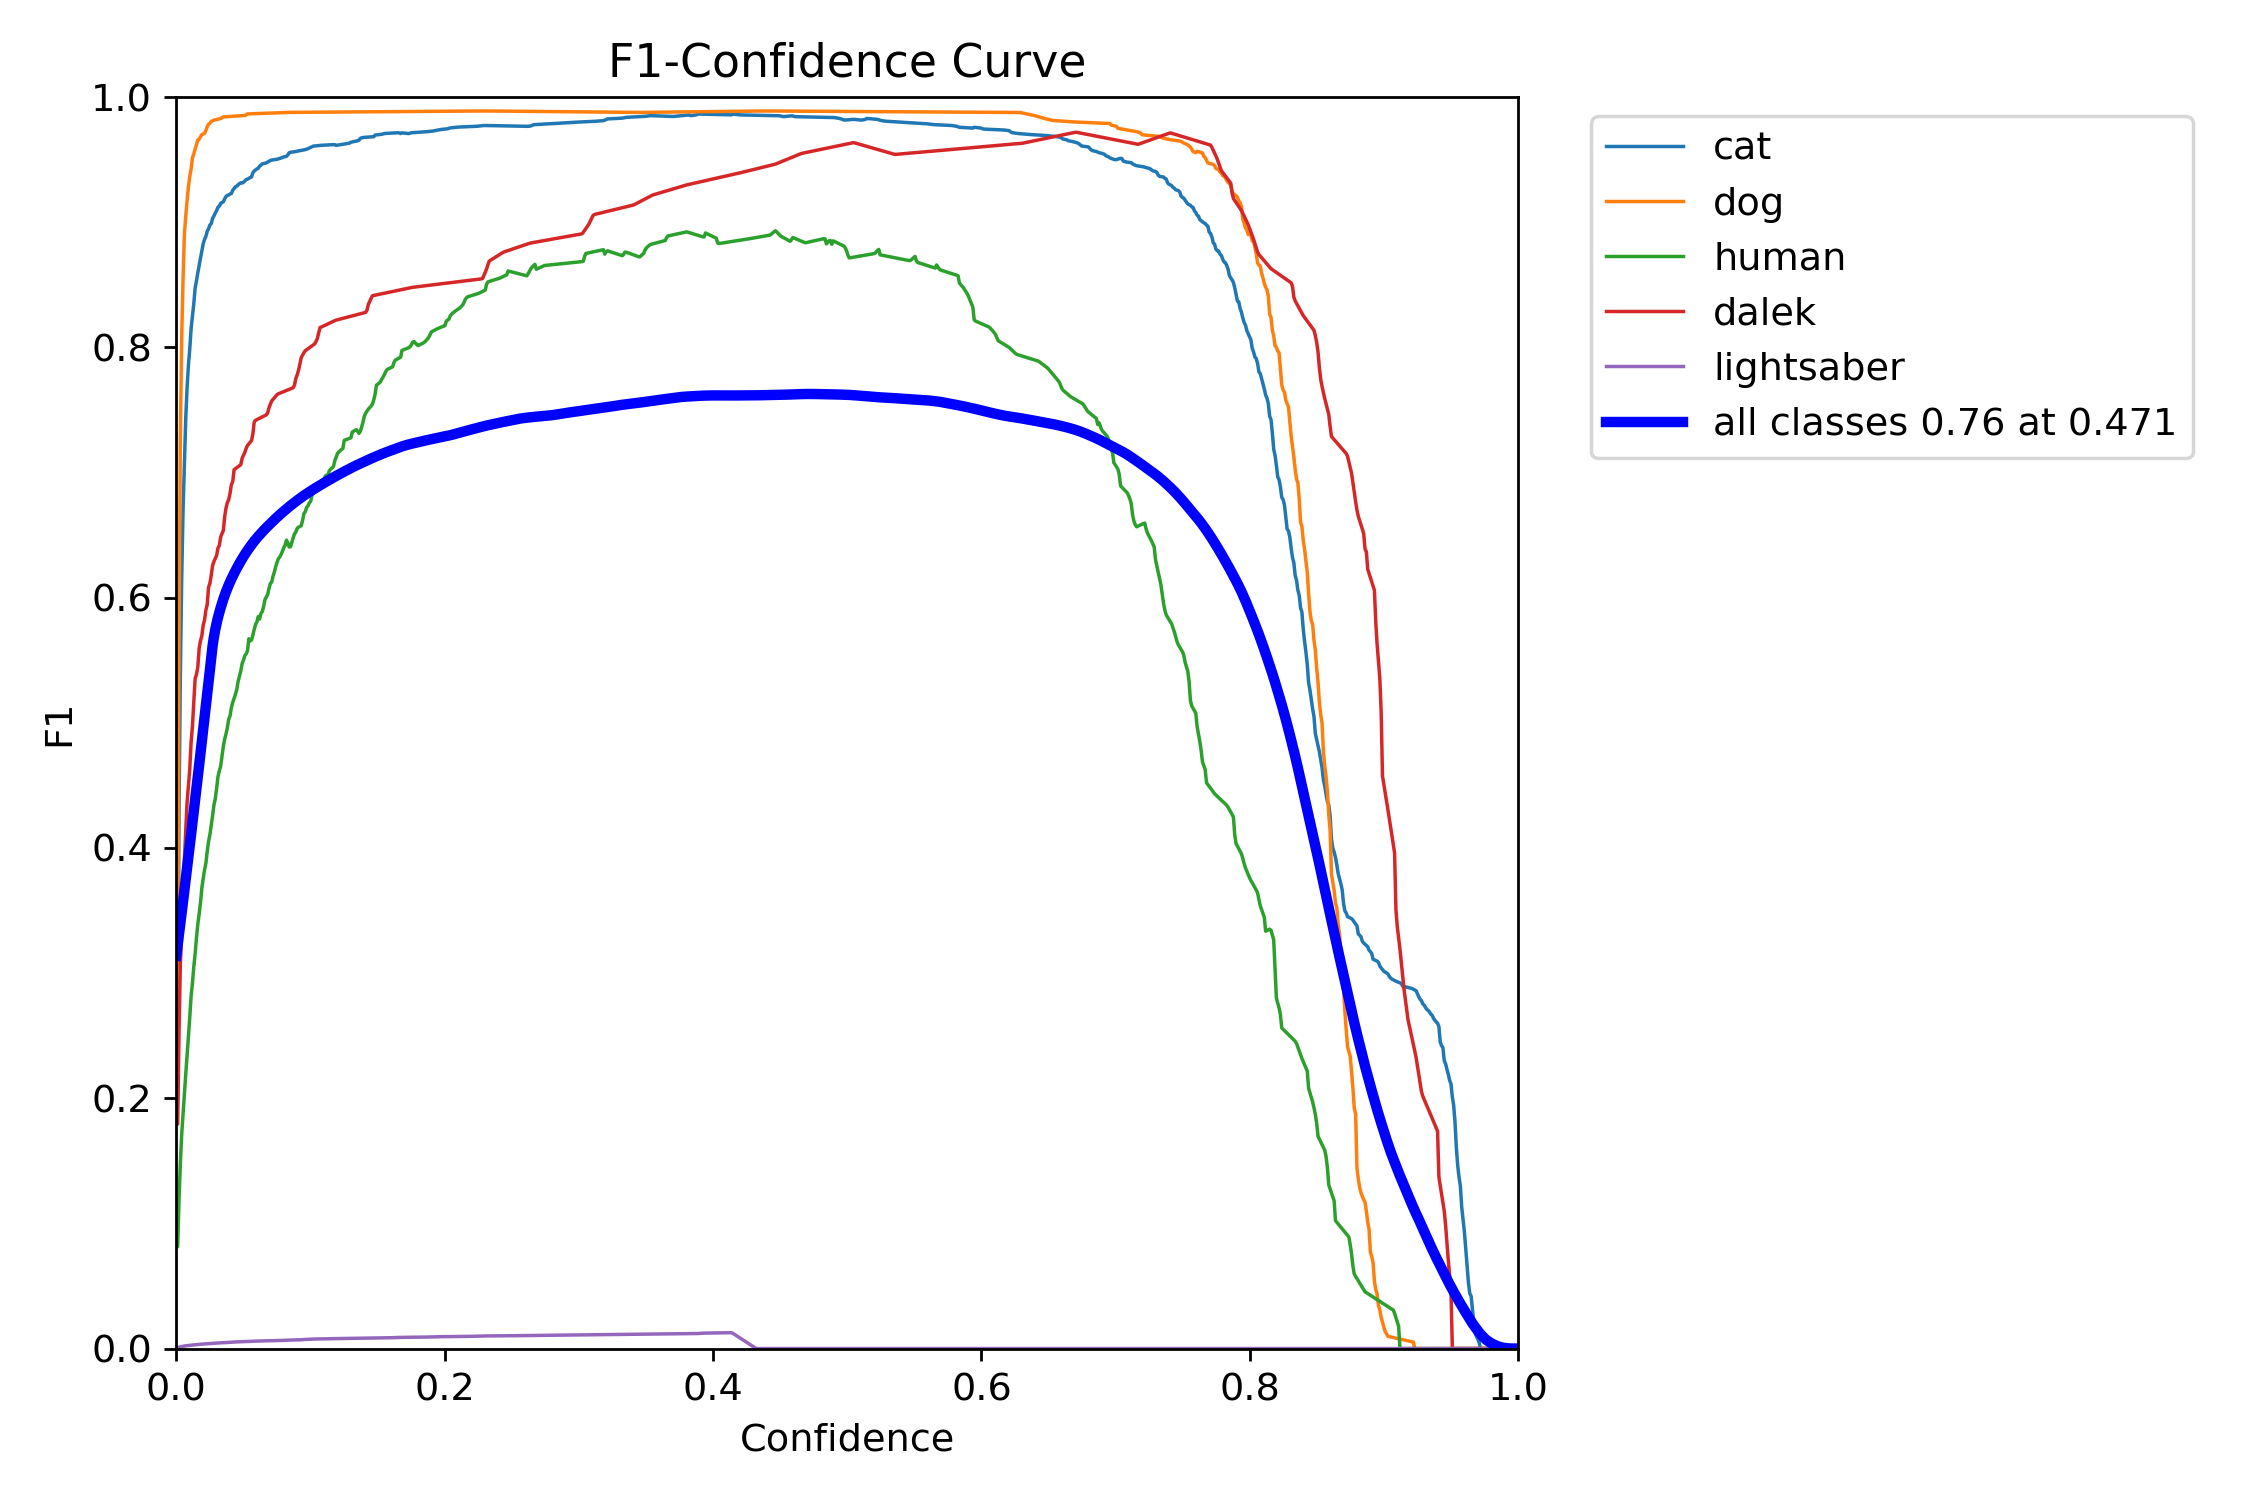 F1-Confidence Curve
1.0
0.8
0.6
0.4
0.2
0.0
F1
0.0 0.2 0.4 0.6 0.8 1.0
Confidence
cat
dog
human
dalek
lightsaber
all classes 0.76 at 0.471